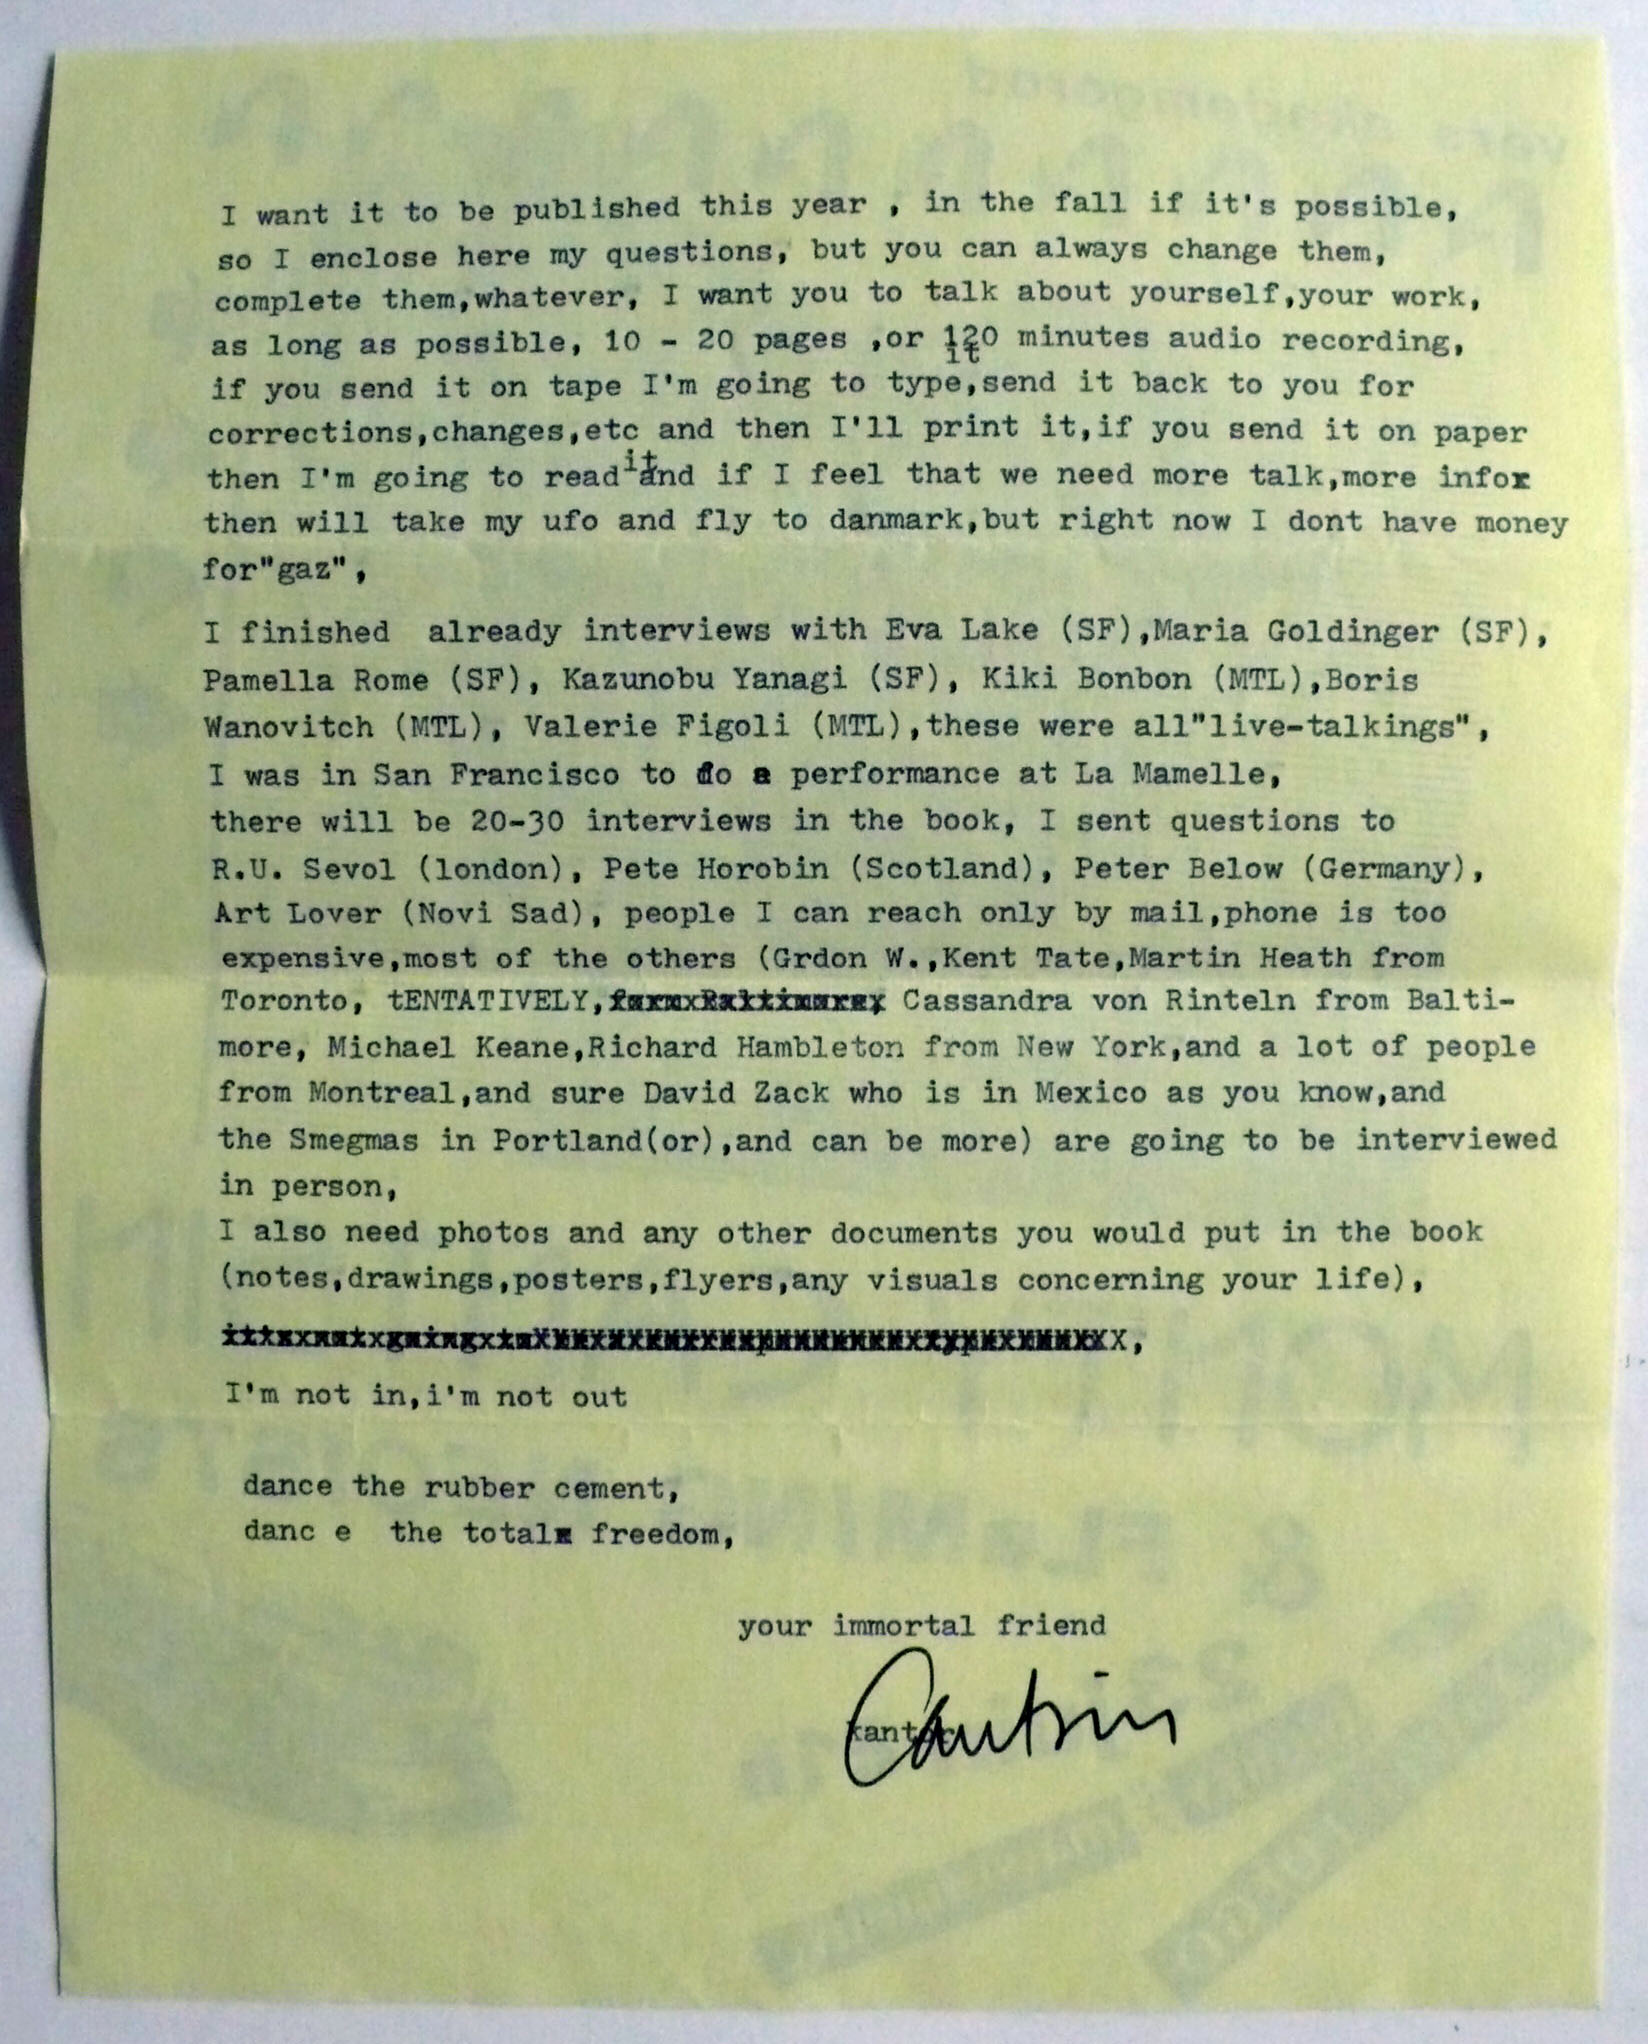 I want it to be published this year , in the fall if it's possible,
so I enclose here my questions, but you can always change them,
complete them,whatever, I want you to talk about yourself,your work,
as long as possible, 10 - 20 pages ,or 120 minutes audio recording,
if you send it on tape I'm going to type,send it back to you for
corrections,changes,etc and then I'll print it,if you send it on paper
then I'm going to read it and if I feel that we need more talk,more info
then will take my ufo and fly to danmark,but right now I dont have money
for"gaz",
I finished already interviews with Eva Lake (SF),Maria Goldinger (SF),
Pamella Rome (SF), Kazunobu Yanagi (SF), Kiki Bonbon (MTL),Boris
Wanovitch (MTL), Valerie Figoli (MTL),these were all"live-talkings",
I was in San Francisco to do a performance at La Mamelle,
there will be 20-30 interviews in the book, I sent questions to
R.U. Sevol (london), Pete Horobin (Scotland), Peter Below (Germany),
Art Lover (Novi Sad), people I can reach only by mail,phone is too
expensive,most of the others (Grdon W.,Kent Tate,Martin Heath from
Toronto, tENTATIVELY, Cassandra von Rinteln from Balti-
more, Michael Keane,Richard Hambleton from New York,and a lot of people
from Montreal,and sure David Zack who is in Mexico as you know,and
the Smegmas in Portland(or),and can be more) are going to be interviewed
in person,
I also need photos and any other documents you would put in the book
(notes,drawings,posters,flyers,any visuals concerning your life),
I'm not in,i'm not out
dance the rubber cement,
danc e the total freedom,
your immortal friend
kantor